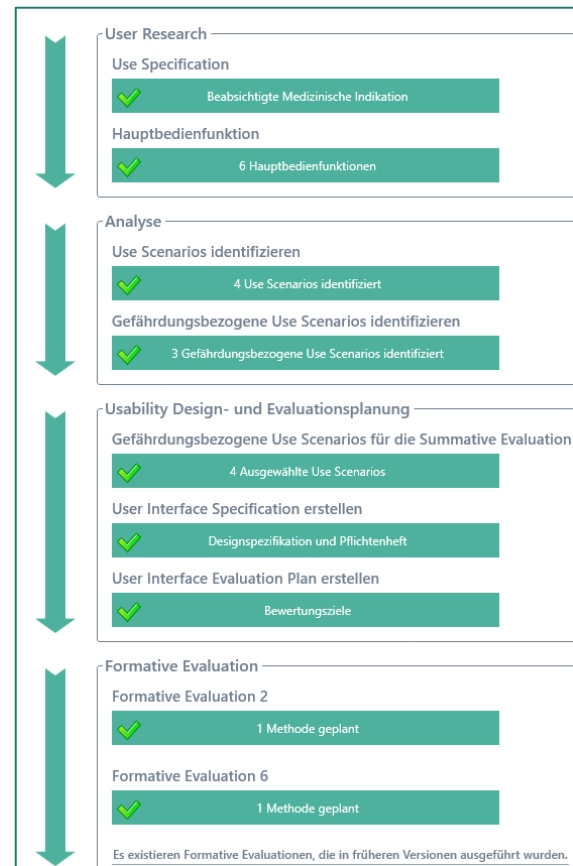 User Research
Use Specification
Beabsichtigte Medizinische Indikation
Hauptbedienfunktion
6 Hauptbedienfunktionen
Analyse
Use Scenarios identifizieren
4 Use Scenarios identifiziert
Gefährdungsbezogene Use Scenarios identifizieren
3 Gefährdungsbezogene Use Scenarios identifiziert
Usability Design- und Evaluationsplanung
Gefährdungsbezogene Use Scenarios für die Summative Evaluation
4 Ausgewählte Use Scenarios
User Interface Specification erstellen
Designspezifikation und Pflichtenheft
User Interface Evaluation Plan erstellen
Bewertungsziele
Formative Evaluation
Formative Evaluation 2
1 Methode geplant
Formative Evaluation 6
1 Methode geplant
Es existieren Formative Evaluationen, die in früheren Versionen ausgeführt wurden.